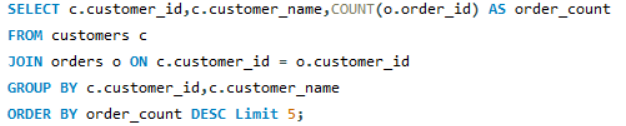 SELECT c.customer_id,c.customer_name,COUNT(o.order_id) AS order_count
FROM customers c
JOIN orders o ON c.customer_id = o.customer_id
GROUP BY c.customer_id,c.customer_name
ORDER BY order_count DESC Limit 5;